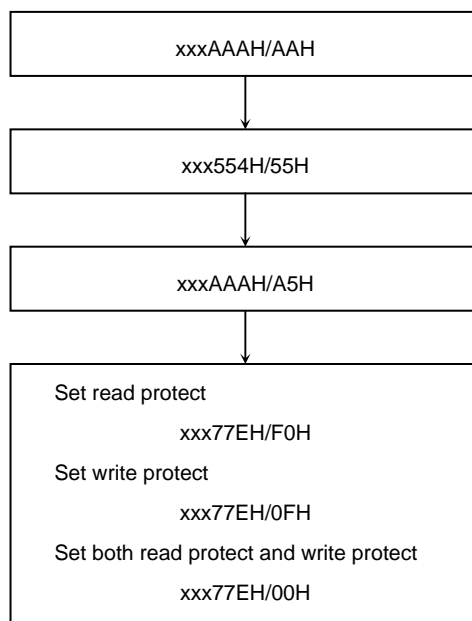 xxxAAAH/AAH
xxx554H/55H
xxxAAAH/A5H
Set read protect
xxx77EH/F0H
Set write protect
xxx77EH/0FH
Set both read protect and write protect
xxx77EH/00H